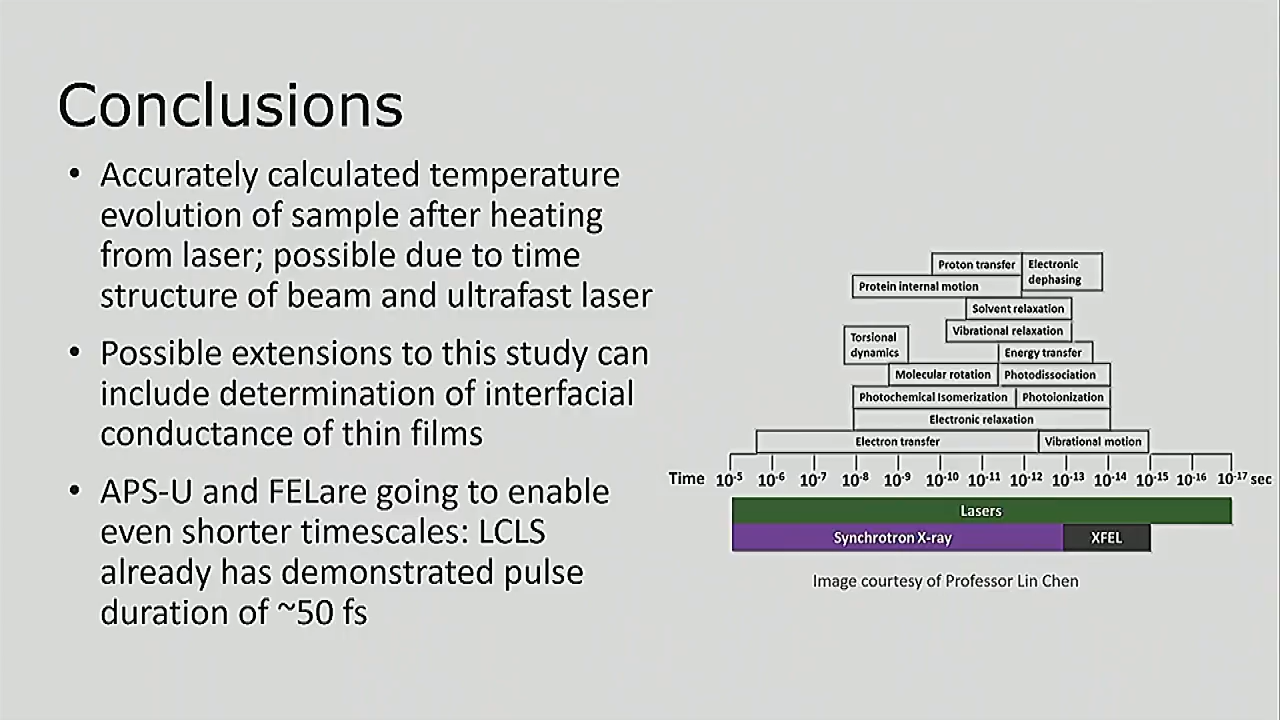 Conclusions
• Accurately calculated temperature
evolution of sample after heating
from laser; possible due to time
structure of beam and ultrafast laser
• Possible extensions to this study can
include determination of interfacial
conductance of thin films
• APS-U and FELare going to enable
even shorter timescales: LCLS
already has demonstrated pulse
duration of ~50 fs
Proton transfer
Electronic
dephasing
Protein internal motion
Solvent relaxation
Vibrational relaxation
Torsional
dynamics
Energy transfer
Molecular rotation
Photodissociation
Photochemical Isomerization
Photoionization
Electronic relaxation
Electron transfer
Vibrational motion
Time 10⁻⁵ 10⁻⁶ 10⁻⁷ 10⁻⁸ 10⁻⁹ 10⁻¹⁰ 10⁻¹¹ 10⁻¹² 10⁻¹³ 10⁻¹⁴ 10⁻¹⁵ 10⁻¹⁶ 10⁻¹⁷ sec
Lasers
Synchrotron X-ray
XFEL
Image courtesy of Professor Lin Chen